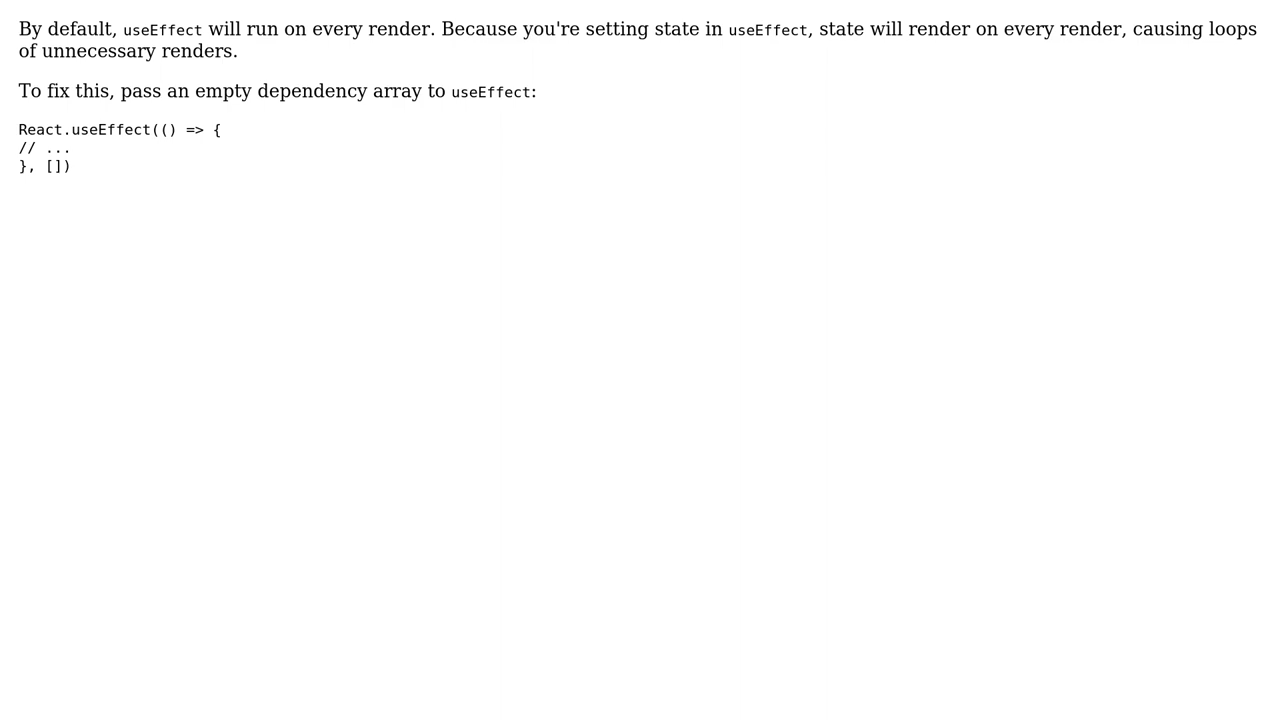 By default, useEffect will run on every render. Because you're setting state in useEffect, state will render on every render, causing loops
of unnecessary renders.
To fix this, pass an empty dependency array to useEffect:
React.useEffect(() => {
// ...
}, [])